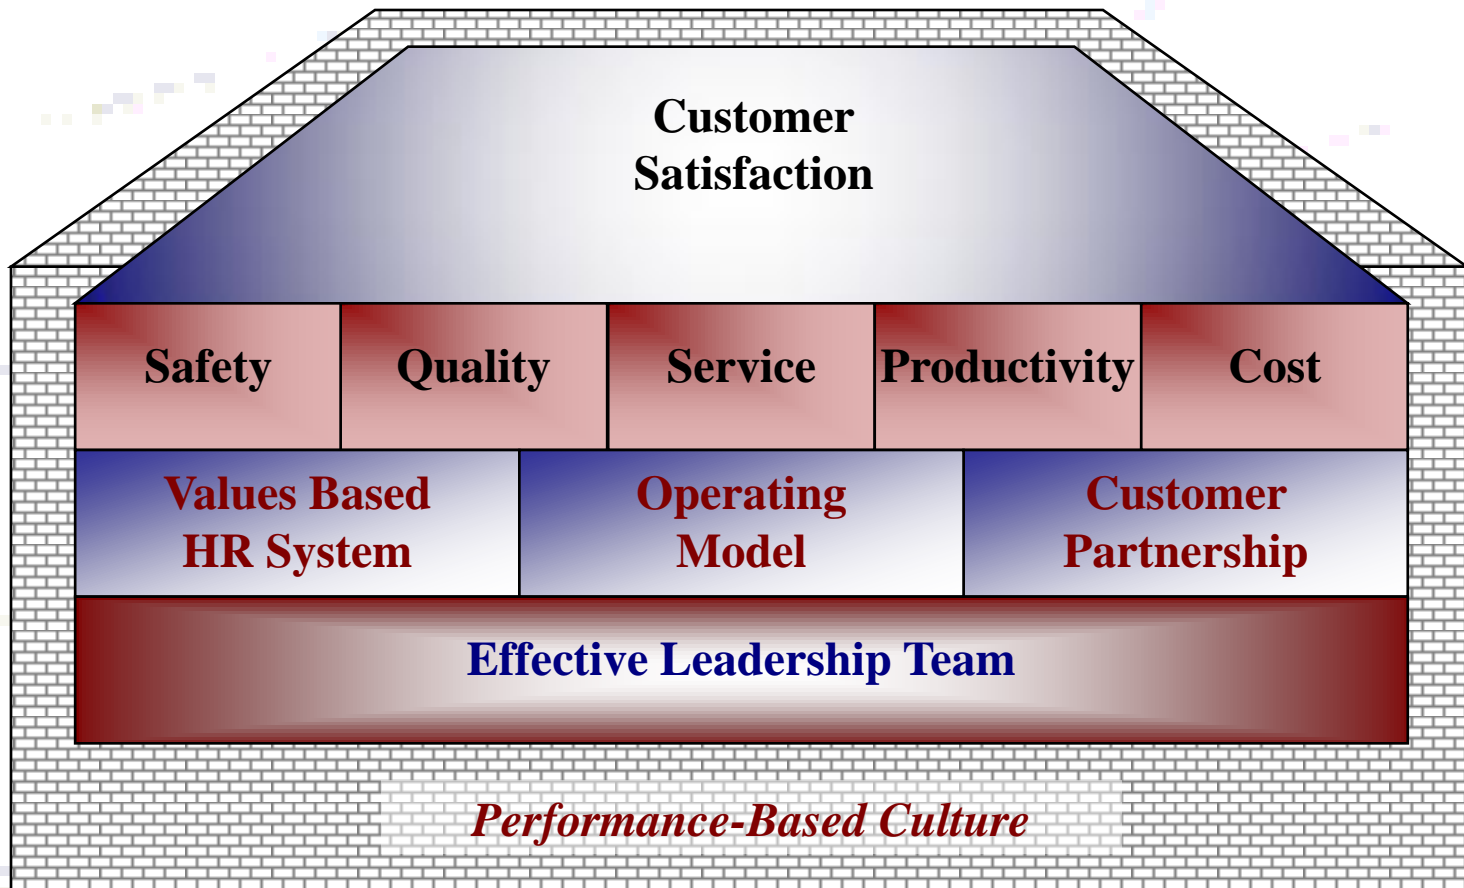 Customer
Satisfaction
Safety Quality Service Productivity Cost
Values Based
HR System
Operating
Model
Customer
Partnership
Effective Leadership Team
Performance-Based Culture